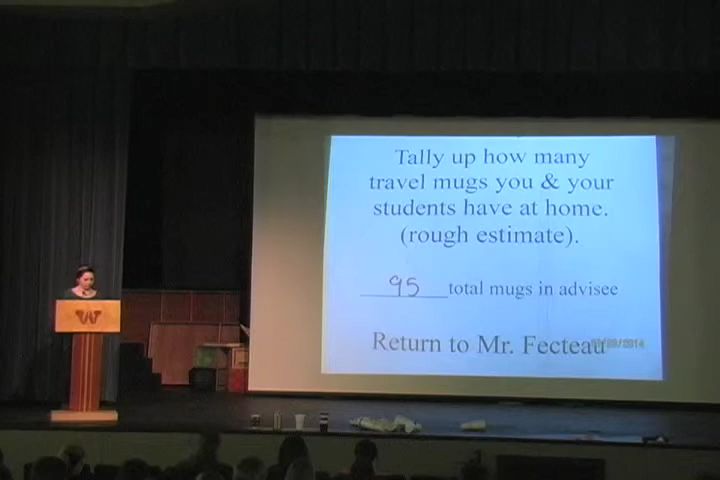 Tally up how many
travel mugs you & your
students have at home.
(rough estimate).
95 total mugs in advisee
Return to Mr. Fecteau
W